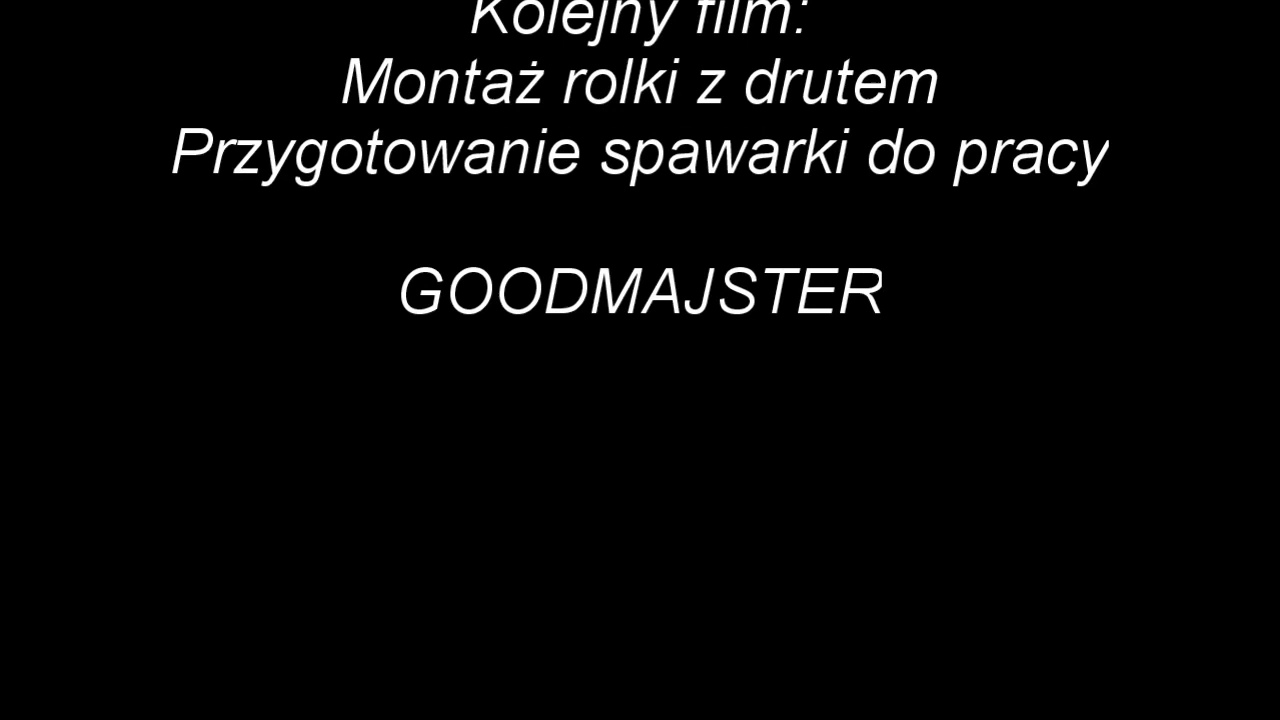 Kolejny film:
Montaż rolki z drutem
Przygotowanie spawarki do pracy
GOODMAJSTER